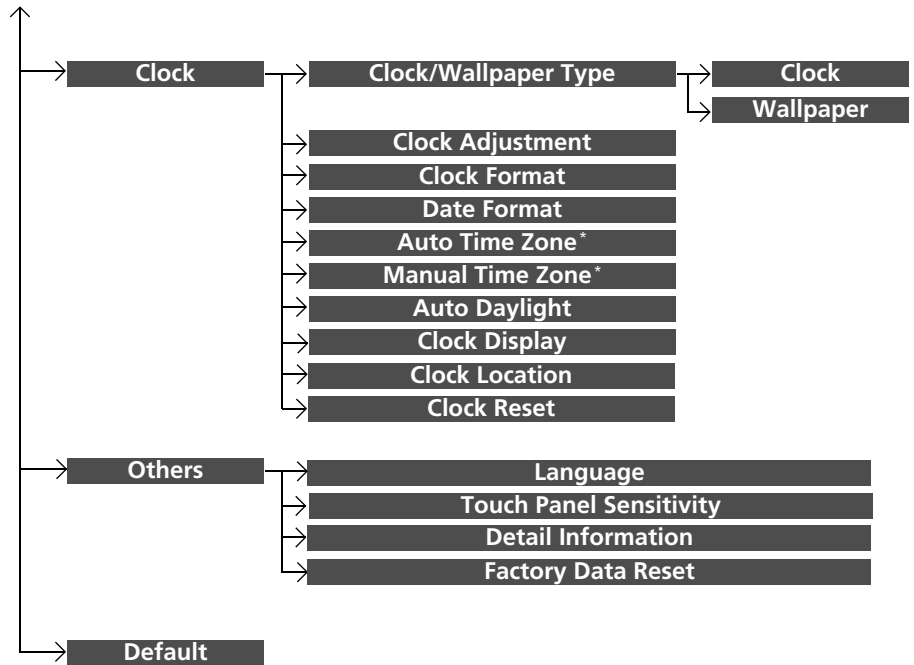 Clock
Clock/Wallpaper Type
Clock
Wallpaper
Clock Adjustment
Clock Format
Date Format
Auto Time Zone*
Manual Time Zone*
Auto Daylight
Clock Display
Clock Location
Clock Reset
Others
Language
Touch Panel Sensitivity
Detail Information
Factory Data Reset
Default